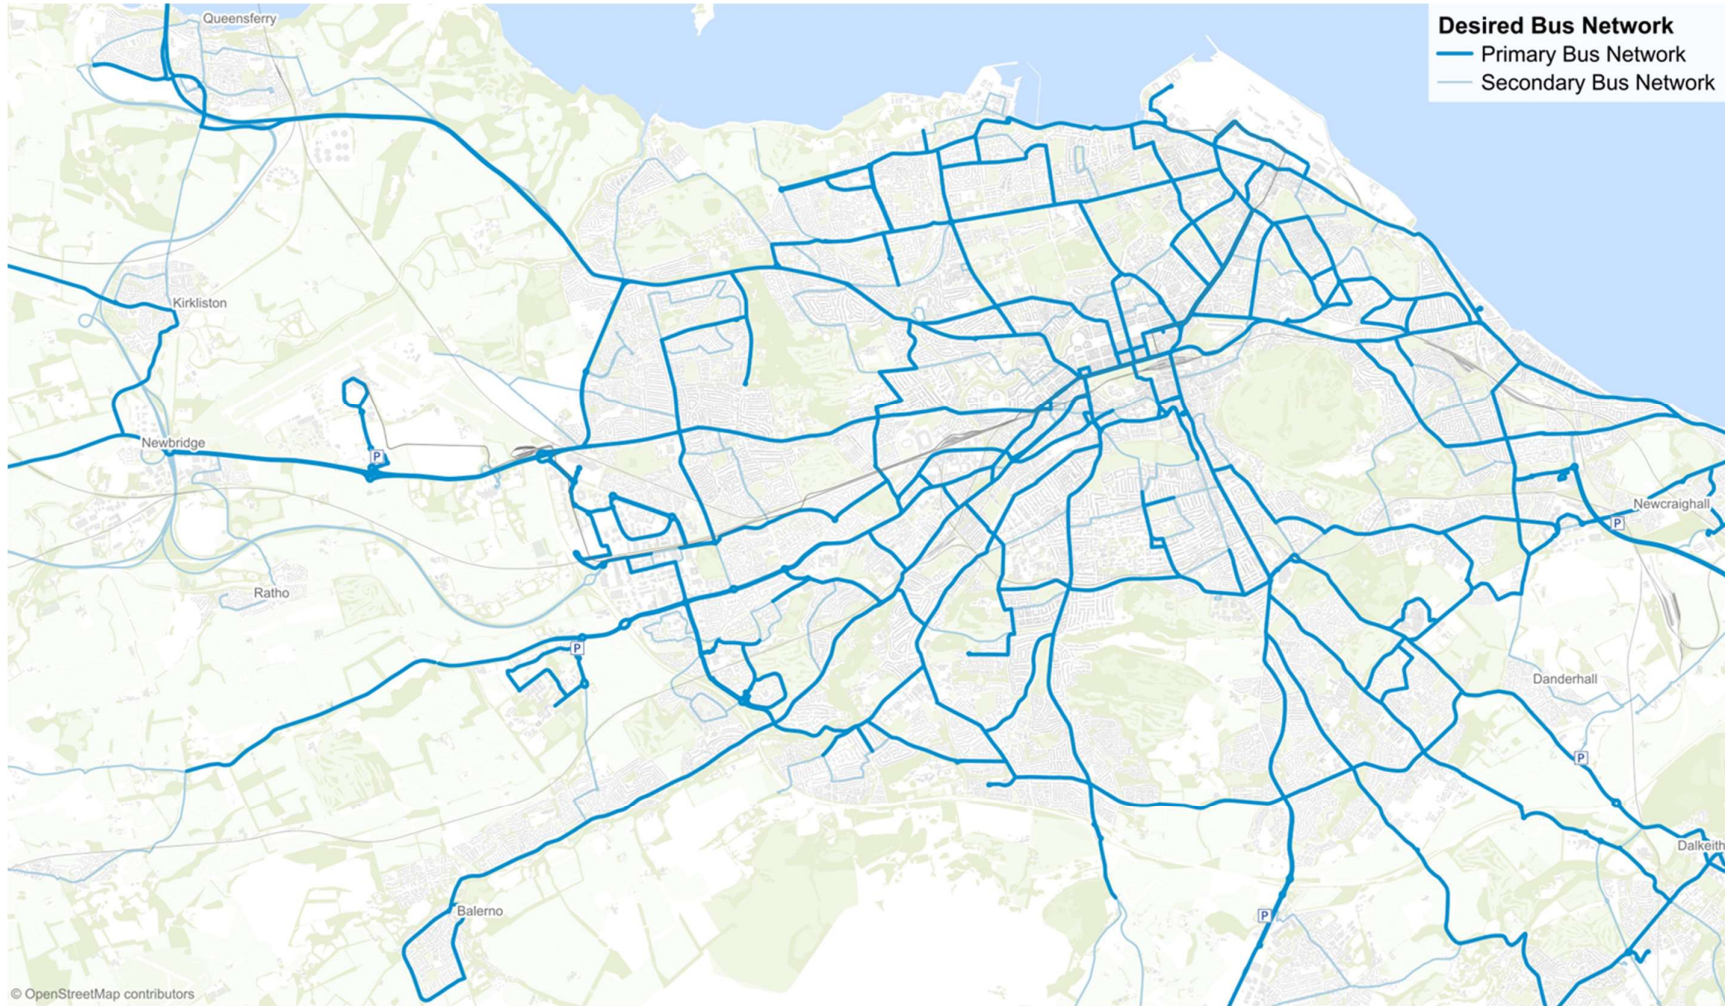 Queensferry
Desired Bus Network
Primary Bus Network
Secondary Bus Network
Kirkliston
Newbridge
P
Newcraighall
P
Ratho
P
Danderhall
P
Dalkeith
Balerno
P
© OpenStreetMap contributors